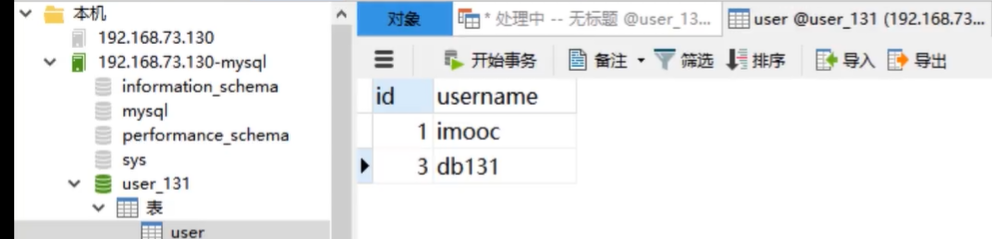 本机
192.168.73.130
192.168.73.130-mysql
information_schema
mysql
performance_schema
sys
user_131
表
user
对象
* 处理中 -- 无标题 @user_13...
user @user_131 (192.168.73...
开始事务
备注
筛选
排序
导入
导出
id username
1 imooc
3 db131